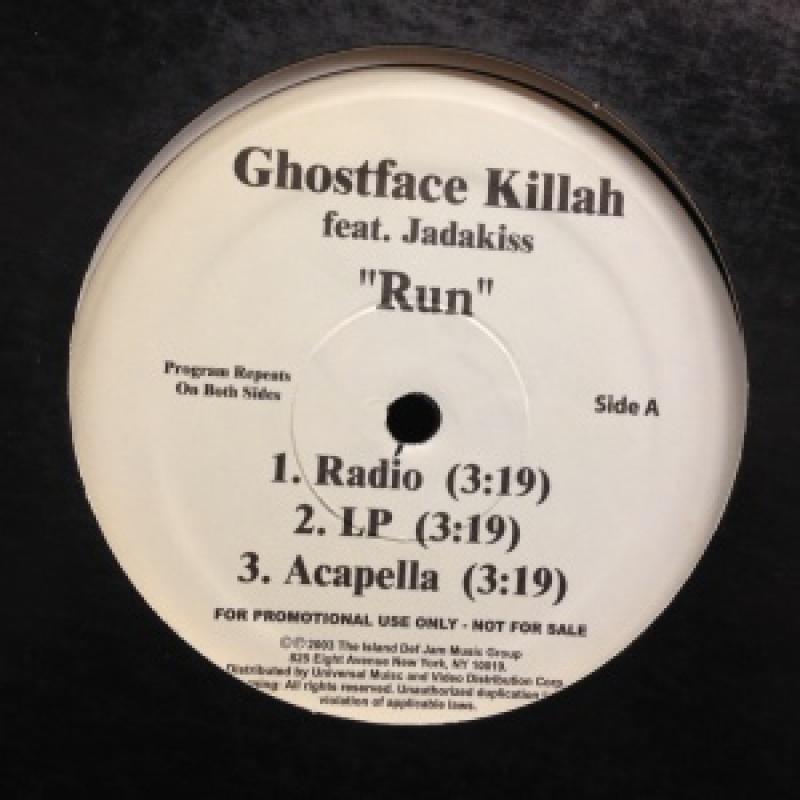 Ghostface Killah
feat. Jadakiss
"Run"
Program Repeats
On Both Sides
Side A
1. Radio (3:19)
2. LP (3:19)
3. Acapella (3:19)
FOR PROMOTIONAL USE ONLY - NOT FOR SALE
©℗2003 The Island Def Jam Music Group
825 Eight Avenue New York, NY 10019.
Distributed by Universal Muisc and Video Distribution Corp.
All rights reserved. Unauthorized duplication
violation of applicable laws.